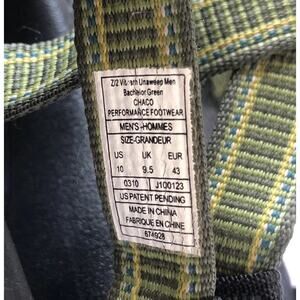 Z/2 Vibram Unaweep Men
Bachelor Green
CHACO
PERFORMANCE FOOTWEAR
MEN'S-HOMMES
SIZE-GRANDEUR
US UK EUR
10 9.5 43
0310 J100123
US PATENT PENDING
MADE IN CHINA
FABRIQUE EN CHINE
674928